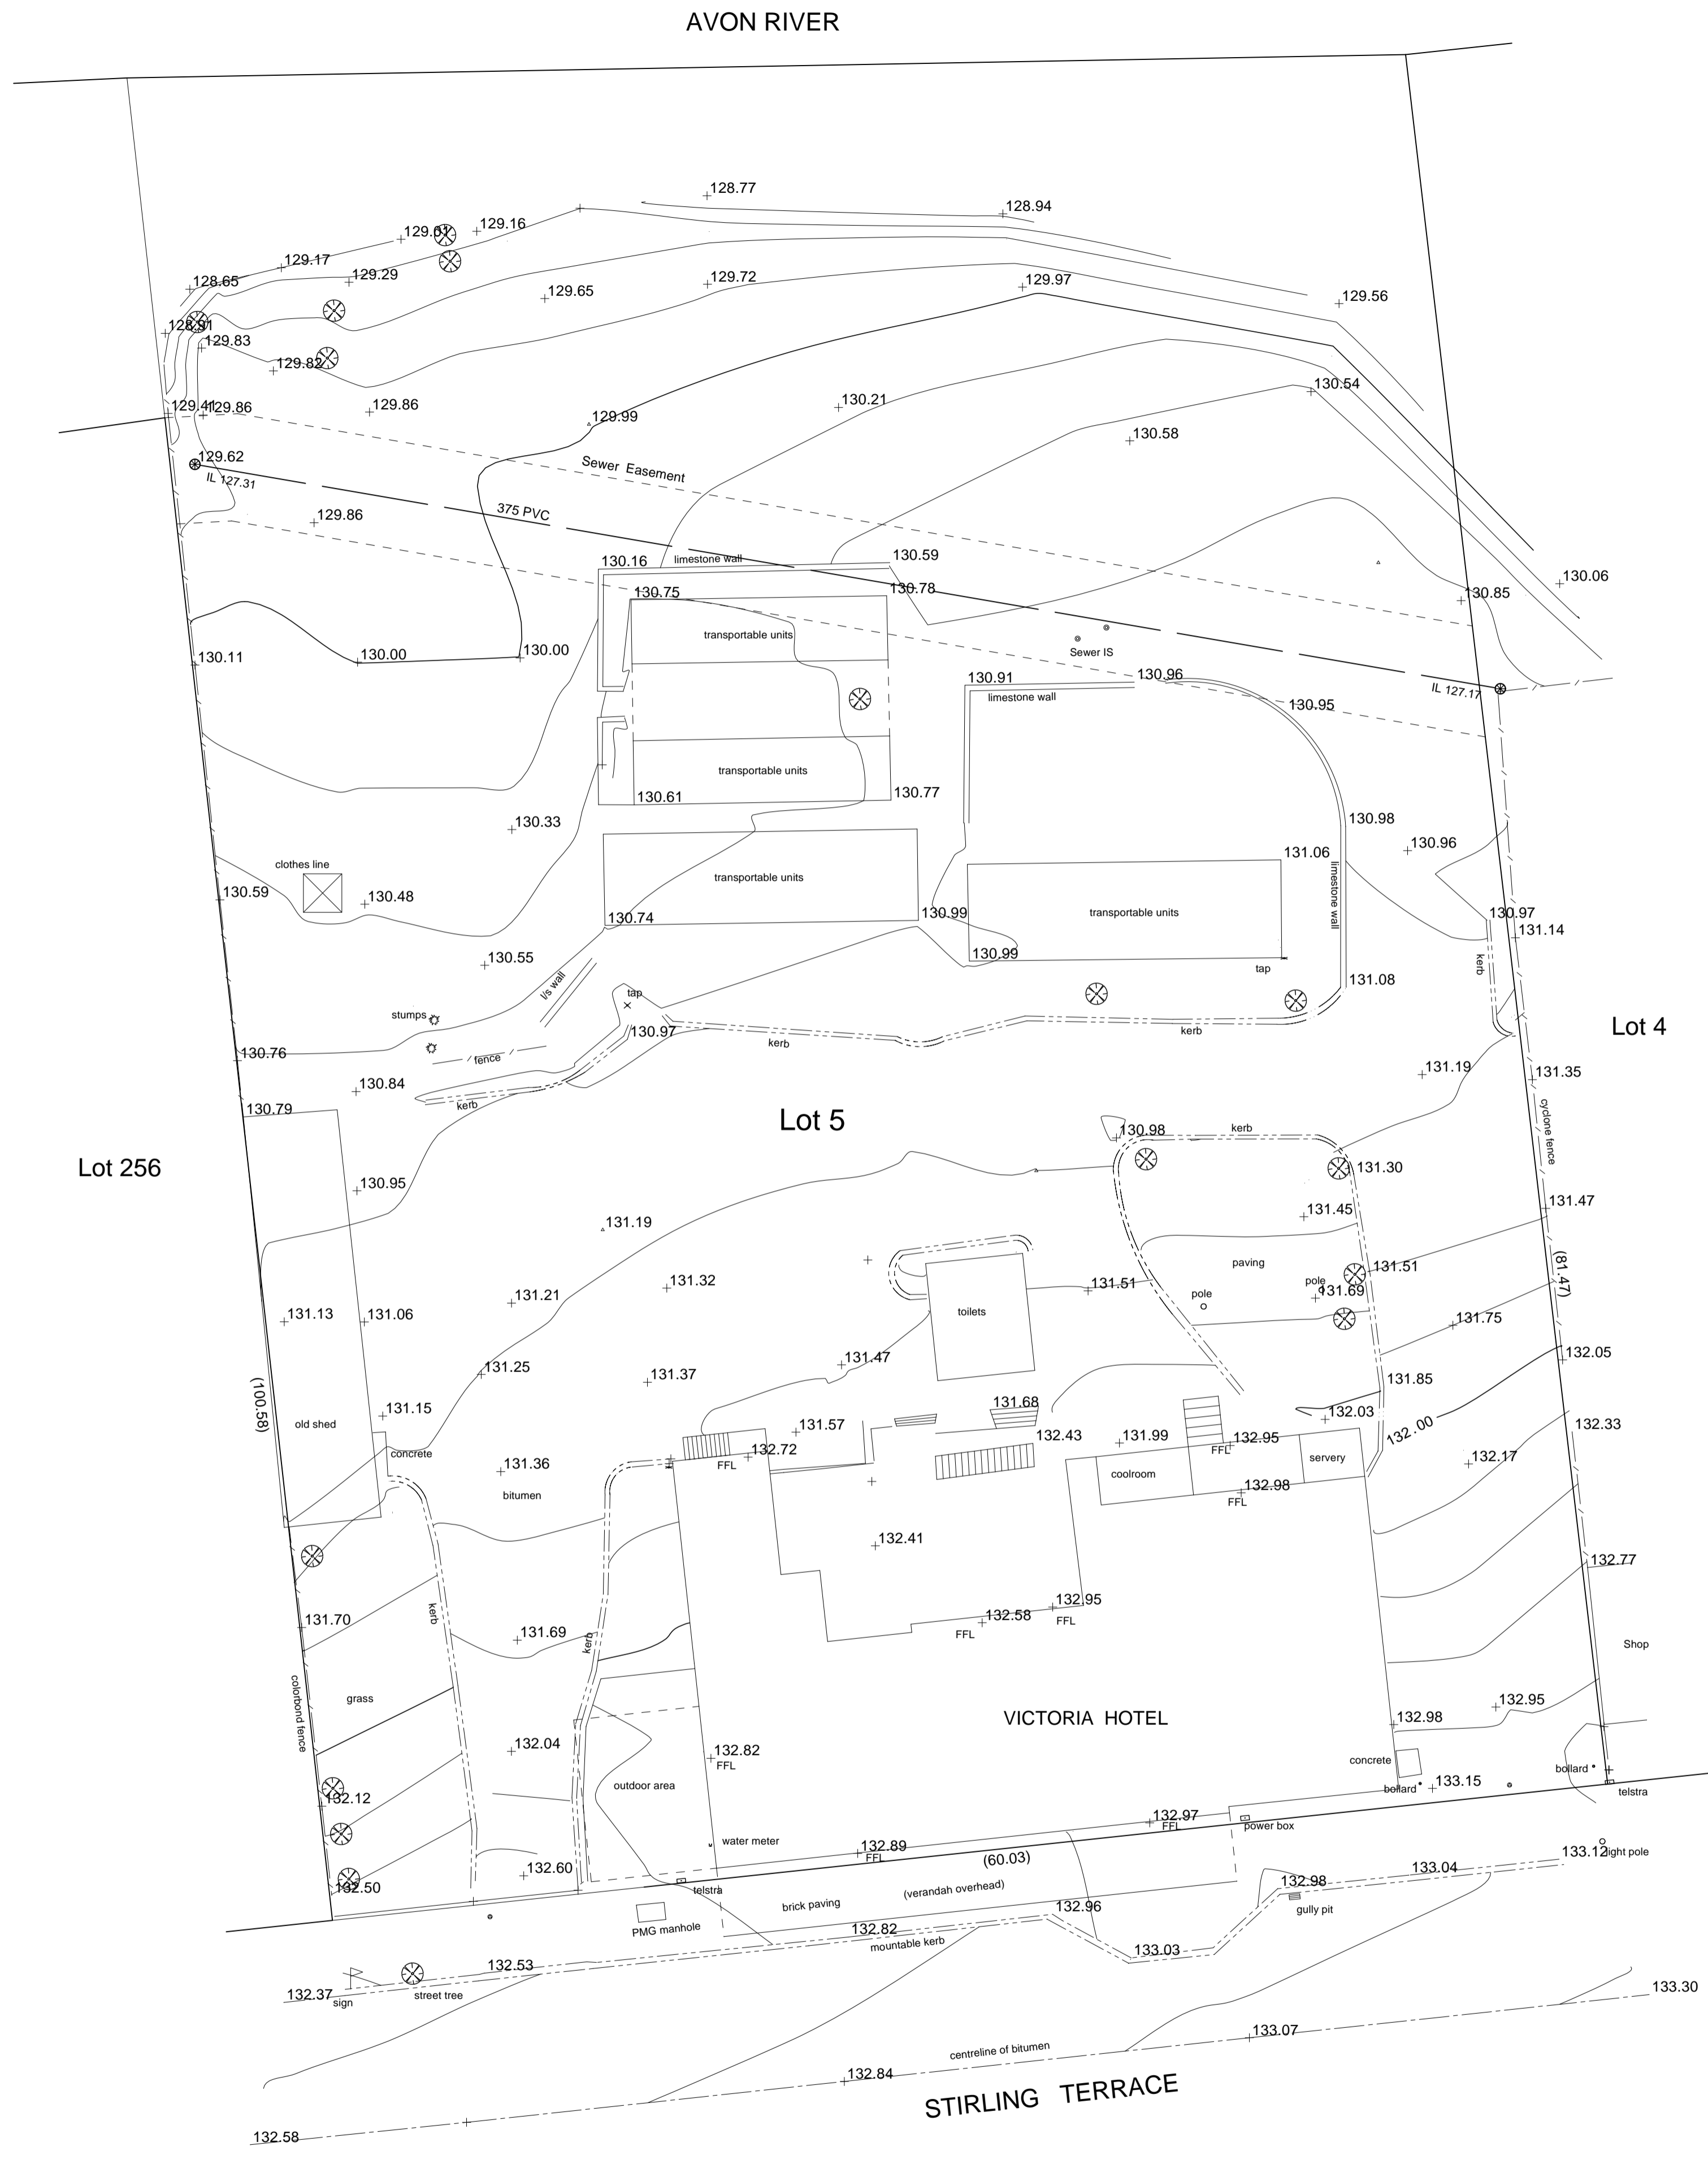 AVON RIVER
128.77
128.94
129.01
129.16
129.17
129.29
128.65
129.65
129.72
129.97
129.56
128.91
129.83
129.82
129.41
129.86
129.86
129.99
130.21
130.54
130.58
129.62
IL 127.31
Sewer Easement
375 PVC
129.86
130.16
limestone wall
130.59
130.75
130.78
130.06
130.85
transportable units
Sewer IS
130.11
130.00
130.00
130.91
130.96
IL 127.17
limestone wall
130.95
transportable units
130.61
130.77
130.33
130.98
130.96
131.06
clothes line
limestone wall
130.59
130.48
transportable units
130.74
130.99
transportable units
130.97
131.14
130.99
130.55
l/s wall
tap
kerb
131.08
tap
stumps
130.97
kerb
kerb
Lot 4
130.76
fence
130.84
kerb
131.19
131.35
130.79
Lot 5
130.98
kerb
cyclone fence
Lot 256
131.30
130.95
131.47
131.19
131.45
paving
131.51
(81.47)
131.32
131.51
pole
131.69
131.21
pole
131.13
131.06
toilets
131.75
131.47
132.05
131.25
131.37
131.85
(100.58)
131.15
131.68
132.03
old shed
131.57
132.43
131.99
132.00
132.33
concrete
132.72
FFL
132.95
FFL
servery
132.17
131.36
coolroom
bitumen
132.98
FFL
132.41
132.77
132.95
FFL
132.58
FFL
131.70
kerb
131.69
kerb
Shop
colorbond fence
grass
132.95
VICTORIA HOTEL
132.98
132.04
132.82
FFL
concrete
bollard
outdoor area
bollard
133.15
telstra
132.12
132.97
FFL
power box
water meter
132.89
FFL
(60.03)
133.12
light pole
132.60
133.04
132.50
telstra
(verandah overhead)
132.98
brick paving
gully pit
PMG manhole
132.82
132.96
mountable kerb
133.03
132.53
132.37
sign
street tree
133.30
133.07
centreline of bitumen
132.84
STIRLING TERRACE
132.58